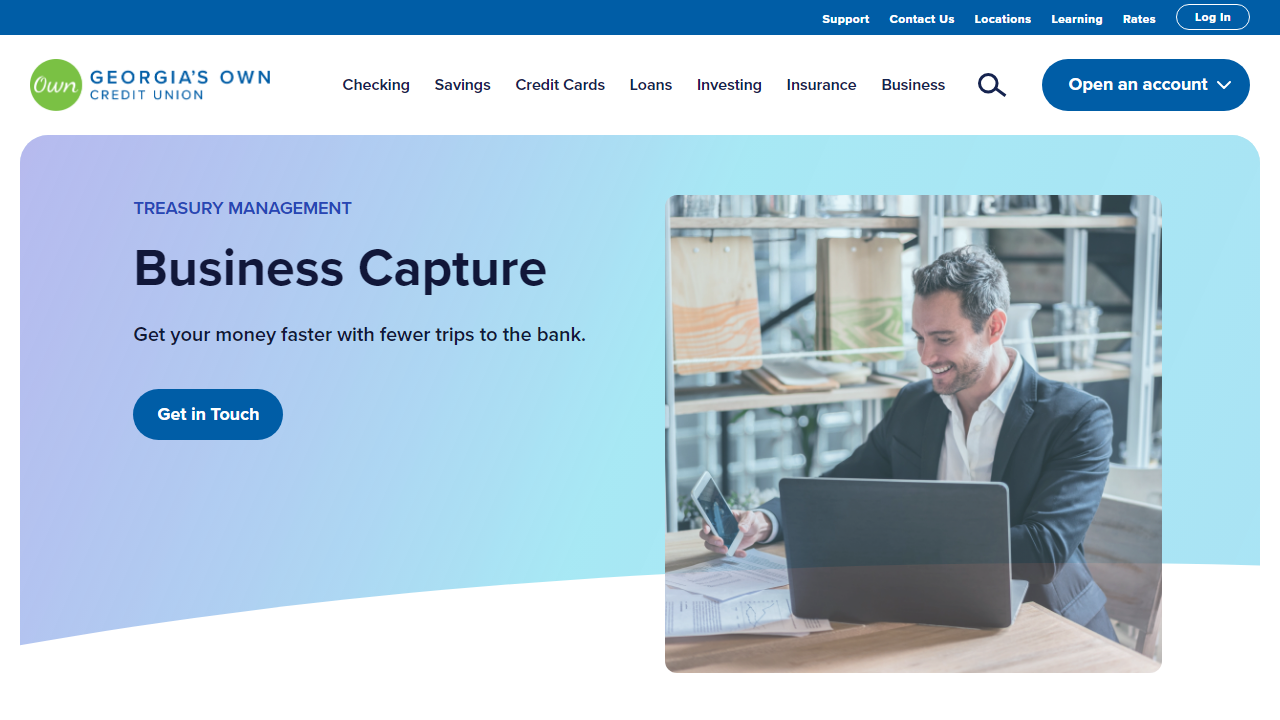 Support Contact Us Locations Learning Rates Log In
Own GEORGIA'S OWN
CREDIT UNION
Checking Savings Credit Cards Loans Investing Insurance Business Open an account
TREASURY MANAGEMENT
Business Capture
Get your money faster with fewer trips to the bank.
Get in Touch